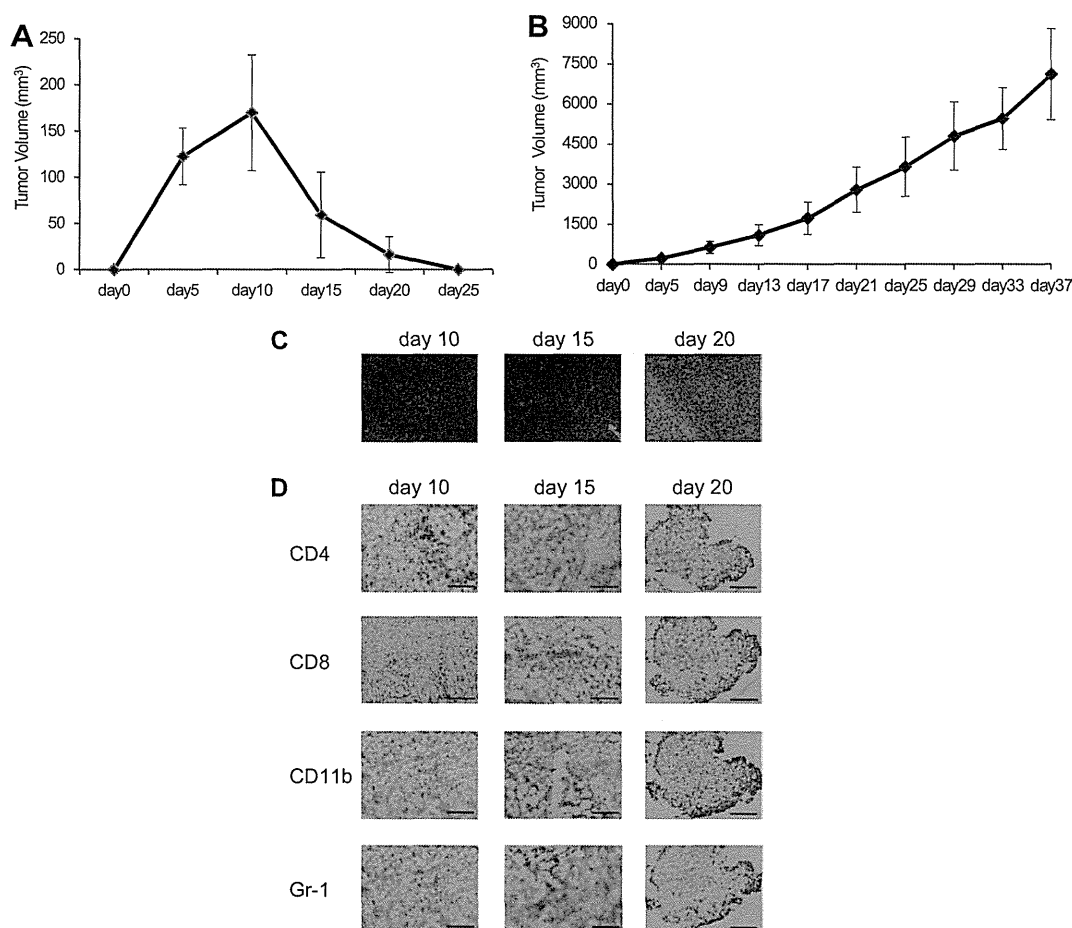 A
Tumor Volume (mm³)
250
200
150
100
50
0
day0 day5 day10 day15 day20 day25
B
Tumor Volume (mm³)
9000
7500
6000
4500
3000
1500
0
day0 day5 day9 day13 day17 day21 day25 day29 day33 day37
C
day 10 day 15 day 20
D
day 10 day 15 day 20
CD4
CD8
CD11b
Gr-1